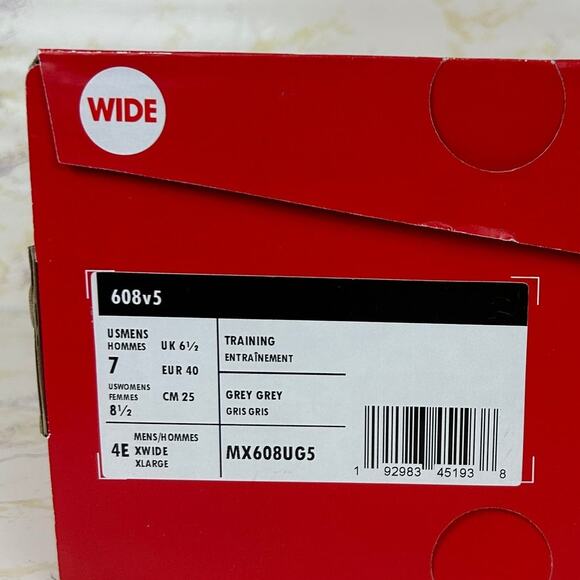 WIDE
608v5
USMENS
HOMMES
7
USWOMENS
FEMMES
8½
UK 6½
EUR 40
CM 25
TRAINING
ENTRAÎNEMENT
GREY GREY
GRIS GRIS
4E
MENS/HOMMES
XWIDE
XLARGE
MX608UG5
1 92983 45193 8